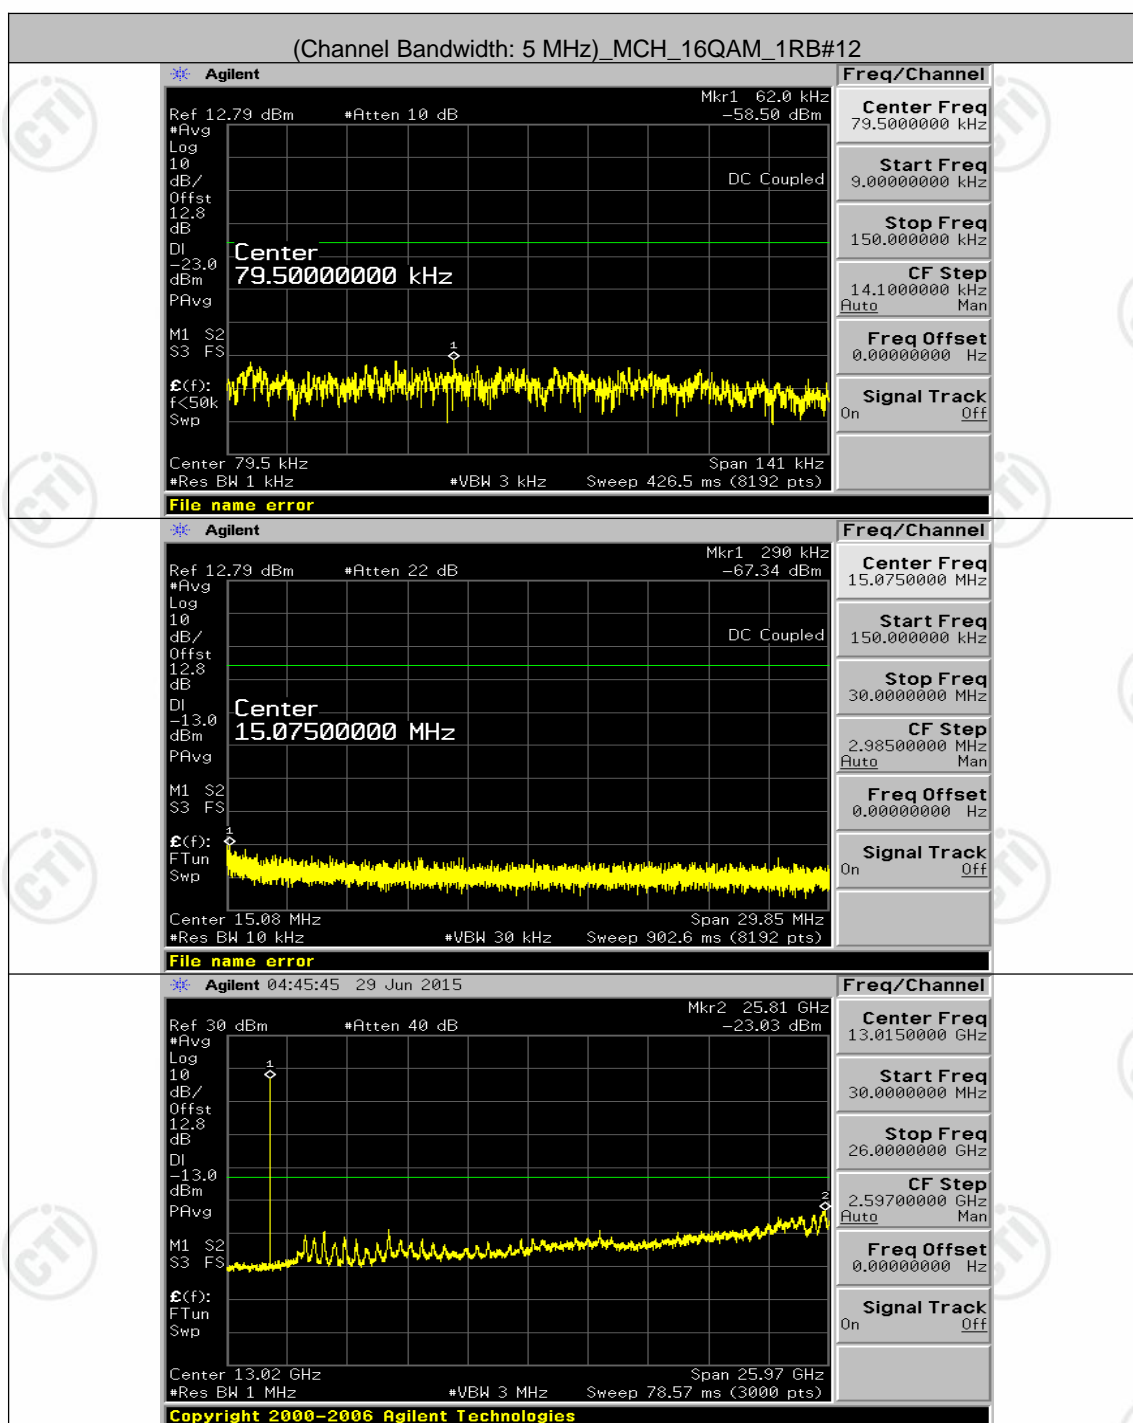 (Channel Bandwidth: 5 MHz)_MCH_16QAM_1RB#12
Agilent
Freq/Channel
Mkr1 62.0 kHz
Ref 12.79 dBm #Atten 10 dB -58.50 dBm
#Avg
Log
10
dB/
Offst
12.8
dB
DI
-23.0
dBm
PAvg
M1 S2
S3 FS
£(f):
f<50k
Swp
DC Coupled
Center
79.50000000 kHz
1
Center 79.5 kHz Span 141 kHz
#Res BW 1 kHz #VBW 3 kHz Sweep 426.5 ms (8192 pts)
File name error
Center Freq
79.5000000 kHz
Start Freq
9.00000000 kHz
Stop Freq
150.000000 kHz
CF Step
14.1000000 kHz
Auto Man
Freq Offset
0.00000000 Hz
Signal Track
On Off
Agilent
Freq/Channel
Mkr1 290 kHz
Ref 12.79 dBm #Atten 22 dB -67.34 dBm
#Avg
Log
10
dB/
Offst
12.8
dB
DI
-13.0
dBm
PAvg
M1 S2
S3 FS
£(f):
FTun
Swp
DC Coupled
Center
15.07500000 MHz
1
Center 15.08 MHz Span 29.85 MHz
#Res BW 10 kHz #VBW 30 kHz Sweep 902.6 ms (8192 pts)
File name error
Center Freq
15.0750000 MHz
Start Freq
150.000000 kHz
Stop Freq
30.0000000 MHz
CF Step
2.98500000 MHz
Auto Man
Freq Offset
0.00000000 Hz
Signal Track
On Off
Agilent 04:45:45 29 Jun 2015
Freq/Channel
Mkr2 25.81 GHz
Ref 30 dBm #Atten 40 dB -23.03 dBm
#Avg
Log
10
dB/
Offst
12.8
dB
DI
-13.0
dBm
PAvg
M1 S2
S3 FS
£(f):
FTun
Swp
1
2
Center 13.02 GHz Span 25.97 GHz
#Res BW 1 MHz #VBW 3 MHz Sweep 78.57 ms (3000 pts)
Copyright 2000-2006 Agilent Technologies
Center Freq
13.0150000 GHz
Start Freq
30.0000000 MHz
Stop Freq
26.0000000 GHz
CF Step
2.59700000 GHz
Auto Man
Freq Offset
0.00000000 Hz
Signal Track
On Off
CTI
CTI
CTI
CTI
CTI
CTI
CTI
CTI